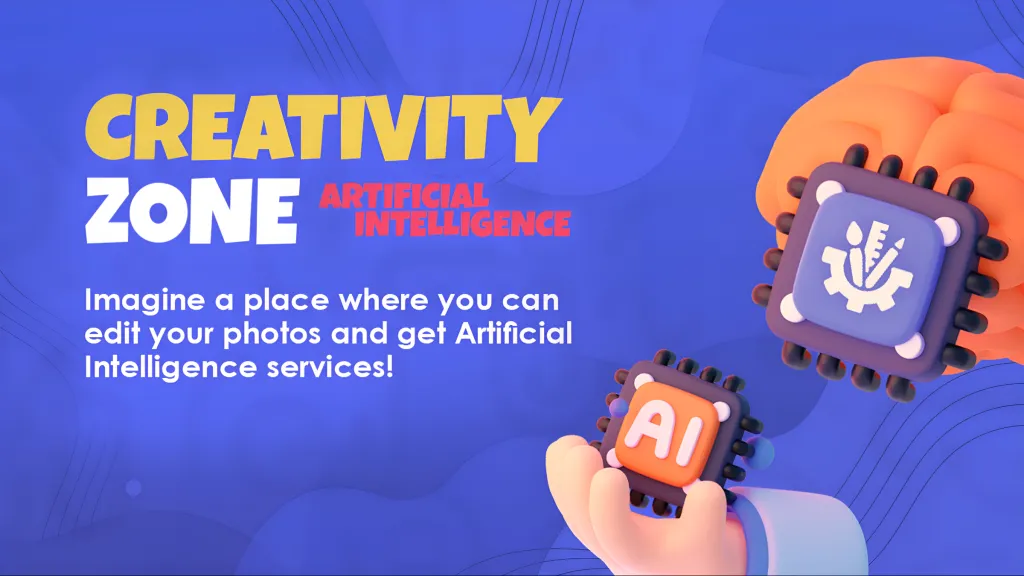 CREATIVITY
ZONE ARTIFICIAL
INTELLIGENCE
Imagine a place where you can
edit your photos and get Artificial
Intelligence services!
AI